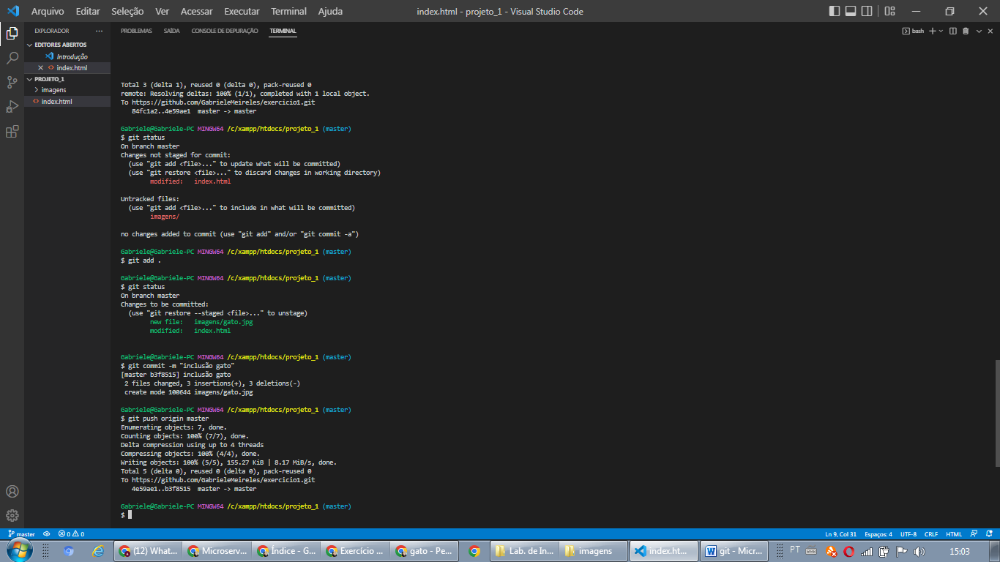 Arquivo Editar Seleção Ver Acessar Executar Terminal Ajuda index.html - projeto_1 - Visual Studio Code
EXPLORADOR
EDITORES ABERTOS
Introdução
index.html
PROJETO_1
imagens
index.html
PROBLEMAS SAÍDA CONSOLE DE DEPURAÇÃO TERMINAL bash
Total 3 (delta 1), reused 0 (delta 0), pack-reused 0
remote: Resolving deltas: 100% (1/1), completed with 1 local object.
To https://github.com/GabrieleMeireles/exercicio1.git
84fc1a2..4e59ae1 master -> master
Gabriele@Gabriele-PC MINGW64 /c/xampp/htdocs/projeto_1 (master)
$ git status
On branch master
Changes not staged for commit:
(use "git add <file>..." to update what will be committed)
(use "git restore <file>..." to discard changes in working directory)
modified: index.html
Untracked files:
(use "git add <file>..." to include in what will be committed)
imagens/
no changes added to commit (use "git add" and/or "git commit -a")
Gabriele@Gabriele-PC MINGW64 /c/xampp/htdocs/projeto_1 (master)
$ git add .
Gabriele@Gabriele-PC MINGW64 /c/xampp/htdocs/projeto_1 (master)
$ git status
On branch master
Changes to be committed:
(use "git restore --staged <file>..." to unstage)
new file: imagens/gato.jpg
modified: index.html
Gabriele@Gabriele-PC MINGW64 /c/xampp/htdocs/projeto_1 (master)
$ git commit -m "inclusão gato"
[master b3f8515] inclusão gato
2 files changed, 3 insertions(+), 3 deletions(-)
create mode 100644 imagens/gato.jpg
Gabriele@Gabriele-PC MINGW64 /c/xampp/htdocs/projeto_1 (master)
$ git push origin master
Enumerating objects: 7, done.
Counting objects: 100% (7/7), done.
Delta compression using up to 4 threads
Compressing objects: 100% (4/4), done.
Writing objects: 100% (5/5), 155.27 KiB | 8.17 MiB/s, done.
Total 5 (delta 0), reused 0 (delta 0), pack-reused 0
To https://github.com/GabrieleMeireles/exercicio1.git
4e59ae1..b3f8515 master -> master
Gabriele@Gabriele-PC MINGW64 /c/xampp/htdocs/projeto_1 (master)
$
master 0 0 Ln 9, Col 31 Espaços: 4 UTF-8 CRLF HTML
(12) What... Microserv... Índice - G... Exercício ... gato - Pe... Lab. de In... imagens index.ht... git - Micr... PT 15:03